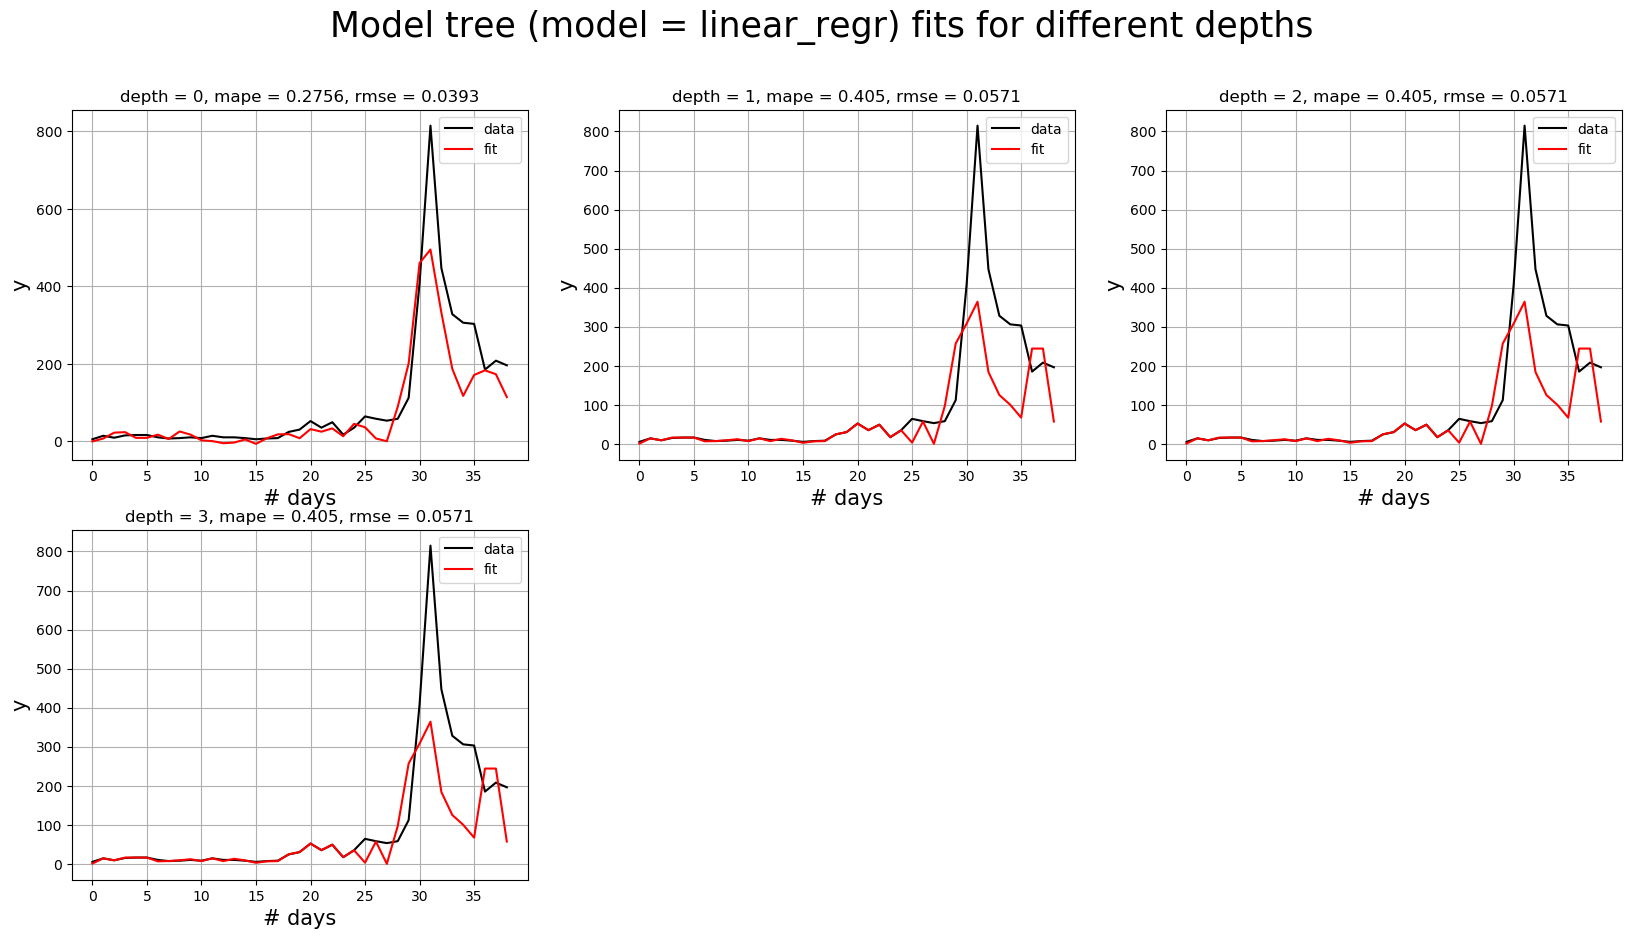 Model tree (model = linear_regr) fits for different depths
depth = 0, mape = 0.2756, rmse = 0.0393
data
fit
800
600
400
200
0
y
0 5 10 15 20 25 30 35
# days
depth = 1, mape = 0.405, rmse = 0.0571
data
fit
800
700
600
500
400
300
200
100
0
y
0 5 10 15 20 25 30 35
# days
depth = 2, mape = 0.405, rmse = 0.0571
data
fit
800
700
600
500
400
300
200
100
0
y
0 5 10 15 20 25 30 35
# days
depth = 3, mape = 0.405, rmse = 0.0571
data
fit
800
700
600
500
400
300
200
100
0
y
0 5 10 15 20 25 30 35
# days